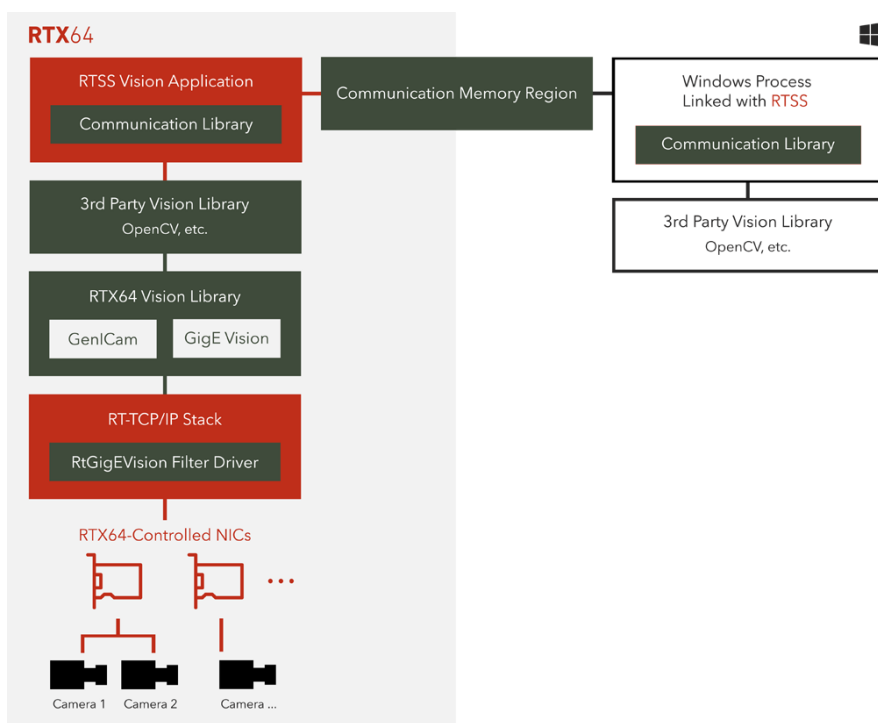 RTX64
RTSS Vision Application
Communication Library
Communication Memory Region
Windows Process
Linked with RTSS
Communication Library
3rd Party Vision Library
OpenCV, etc.
3rd Party Vision Library
OpenCV, etc.
RTX64 Vision Library
GenICam
GigE Vision
RT-TCP/IP Stack
RtGigEVision Filter Driver
RTX64-Controlled NICs
...
Camera 1
Camera 2
Camera ...